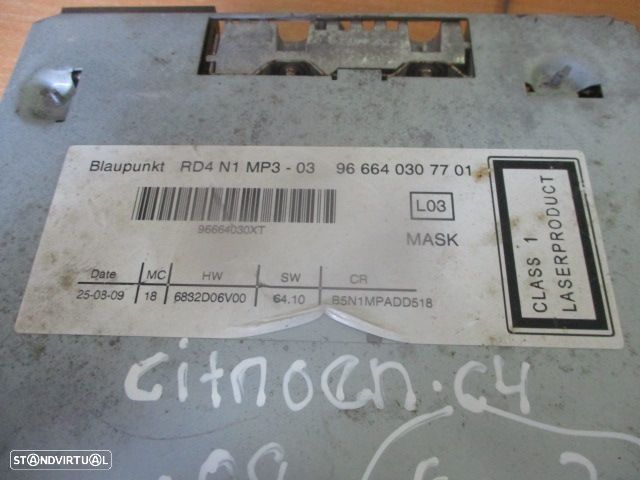 Blaupunkt RD4 N1 MP3 - 03 96 664 030 77 01
96664030XT
L03
MASK
CLASS 1
LASERPRODUCT
Date MC HW SW CR
25-08-09 18 6832D06V00 64.10 B5N1MPADD518
citroen. C4
STANDVIRTUAL